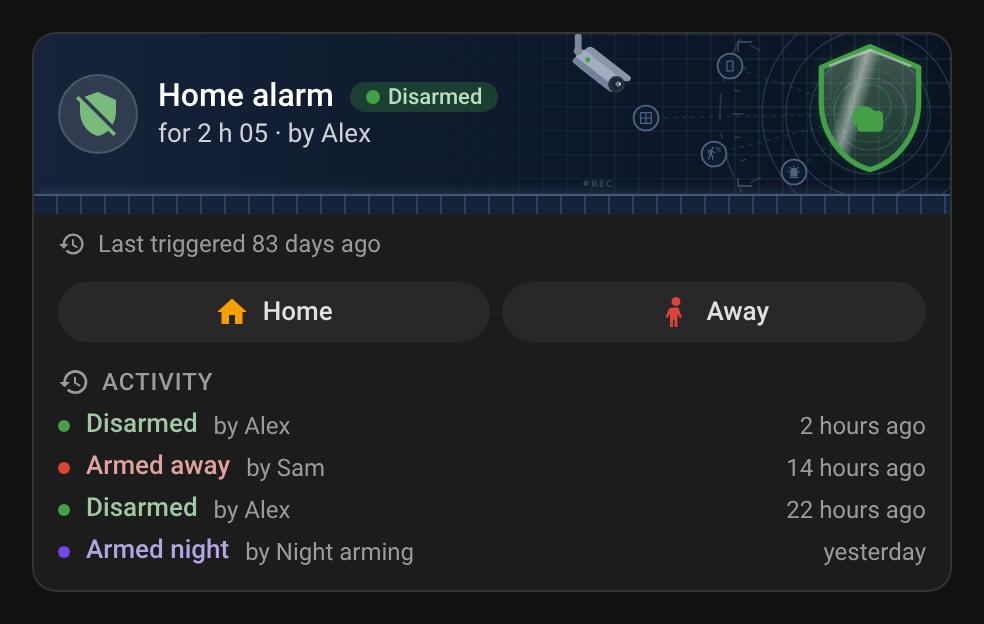 Home alarm Disarmed
for 2 h 05 · by Alex
REC
Last triggered 83 days ago
Home Away
ACTIVITY
Disarmed by Alex 2 hours ago
Armed away by Sam 14 hours ago
Disarmed by Alex 22 hours ago
Armed night by Night arming yesterday